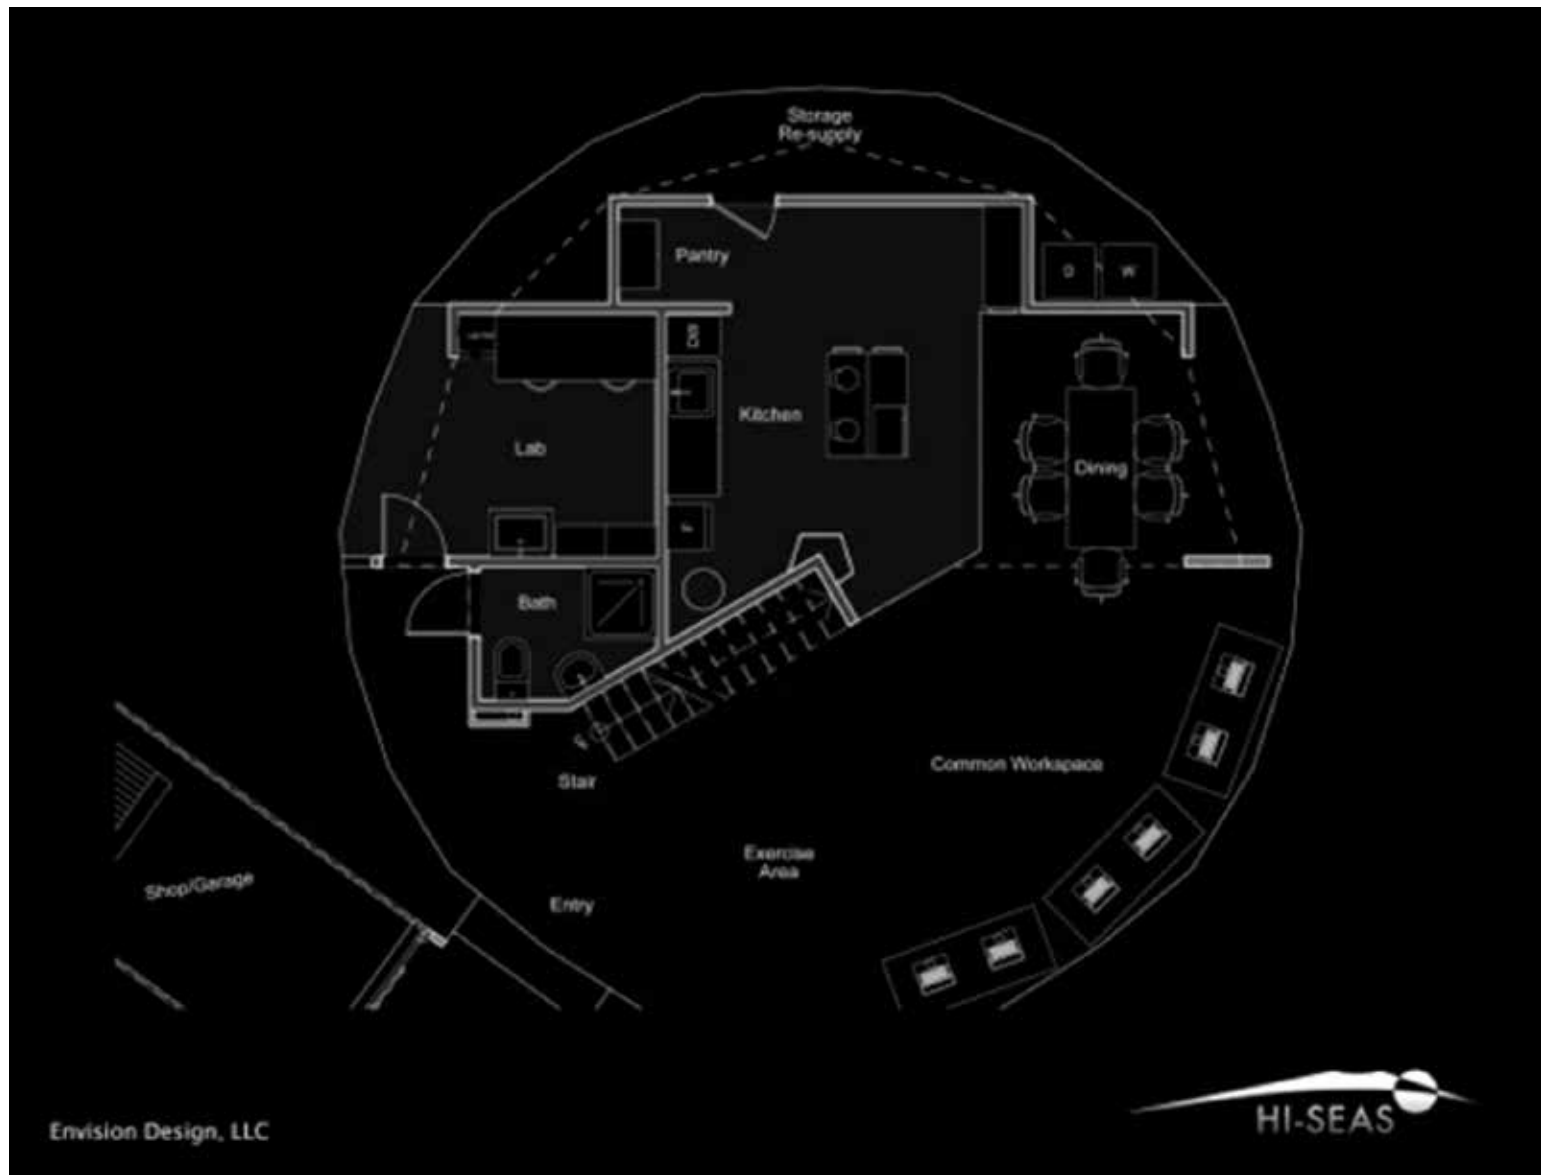 Storage
Re-supply
Pantry
D
W
DW
Kitchen
Lab
Dining
Bath
Stair
Common Workspace
Exercise
Area
Shop/Garage
Entry
HI-SEAS
Envision Design, LLC